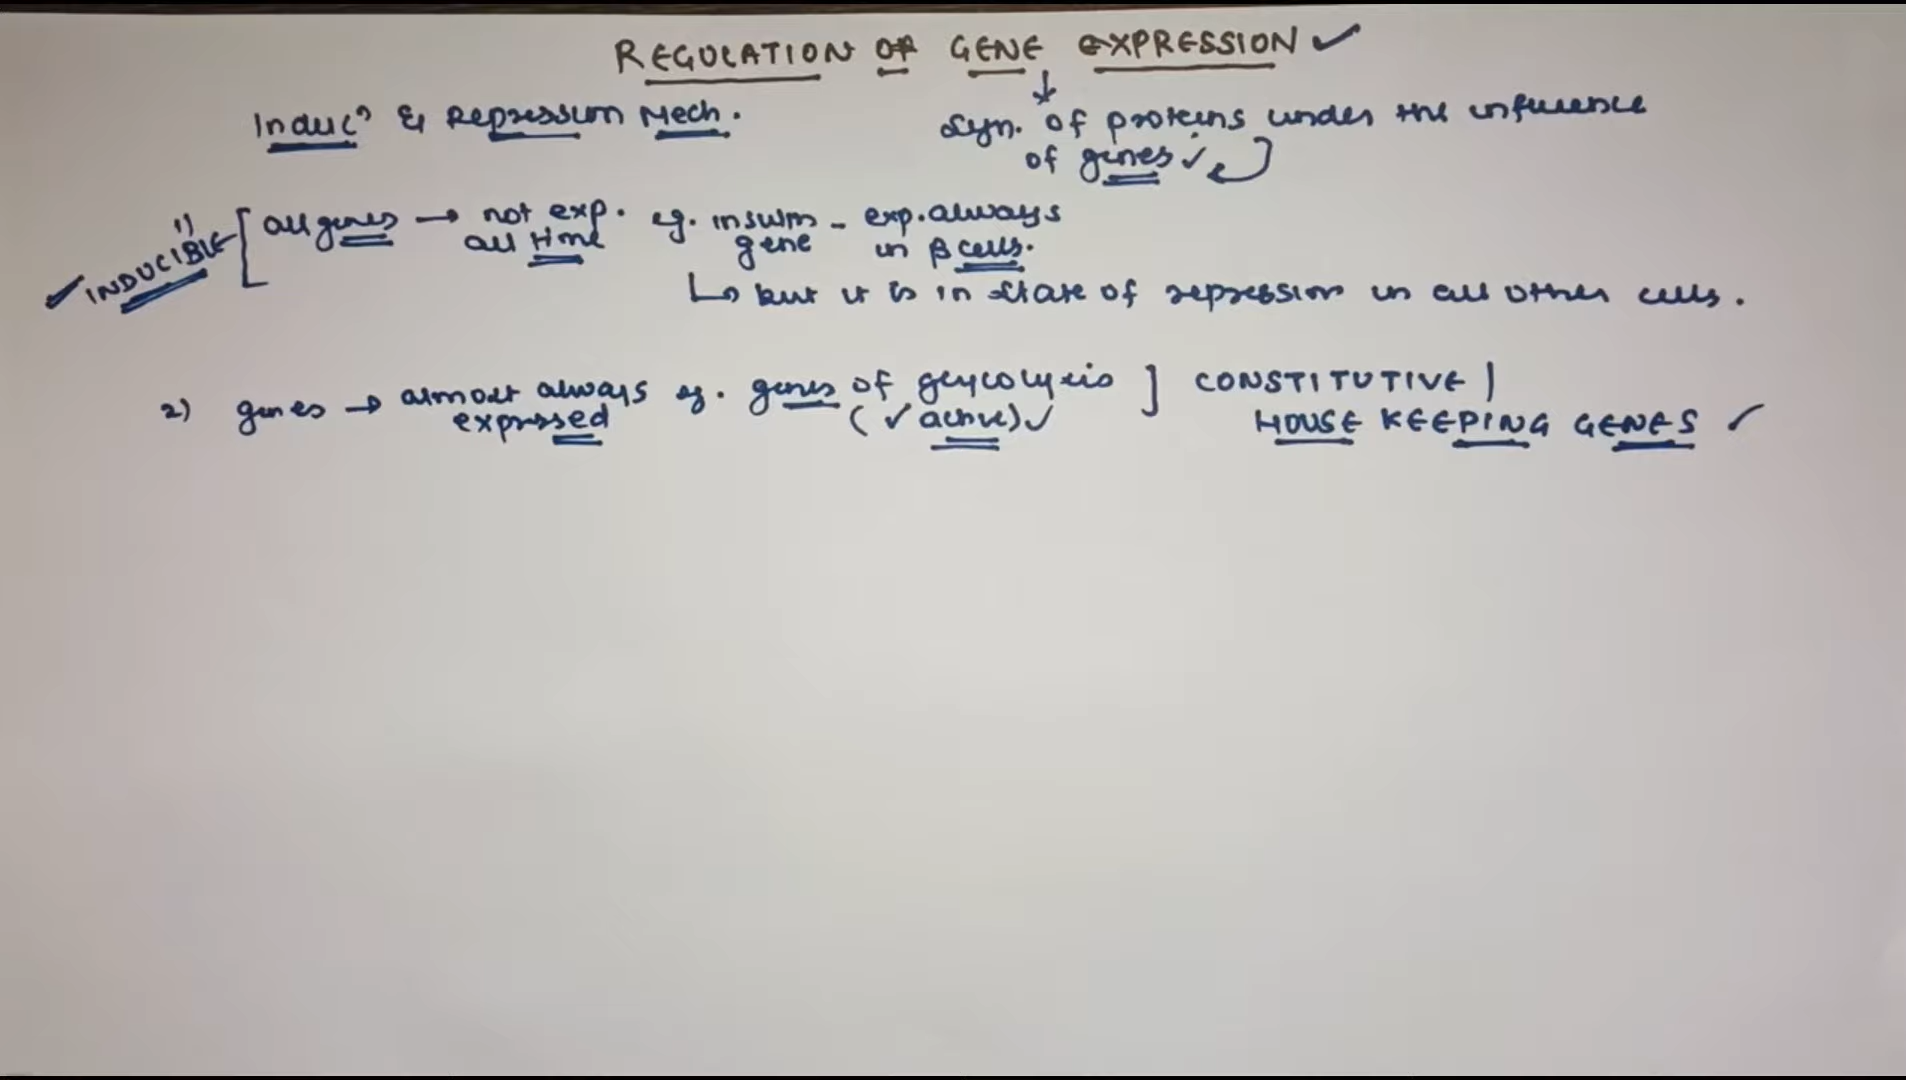 REGULATION OF GENE EXPRESSION ✓
Induc? & Repression Mech.
↓
Syn. of proteins under the influence
of genes ✓
1)
✓ INDUCIBLE [ all genes → not exp. all time eg. insulin gene - exp. always in β cells.
↳ but it is in state of repression in all other cells.
2) genes → almost always expressed eg. genes of glycolysis (✓ active) ✓ ] CONSTITUTIVE |
HOUSE KEEPING GENES ✓